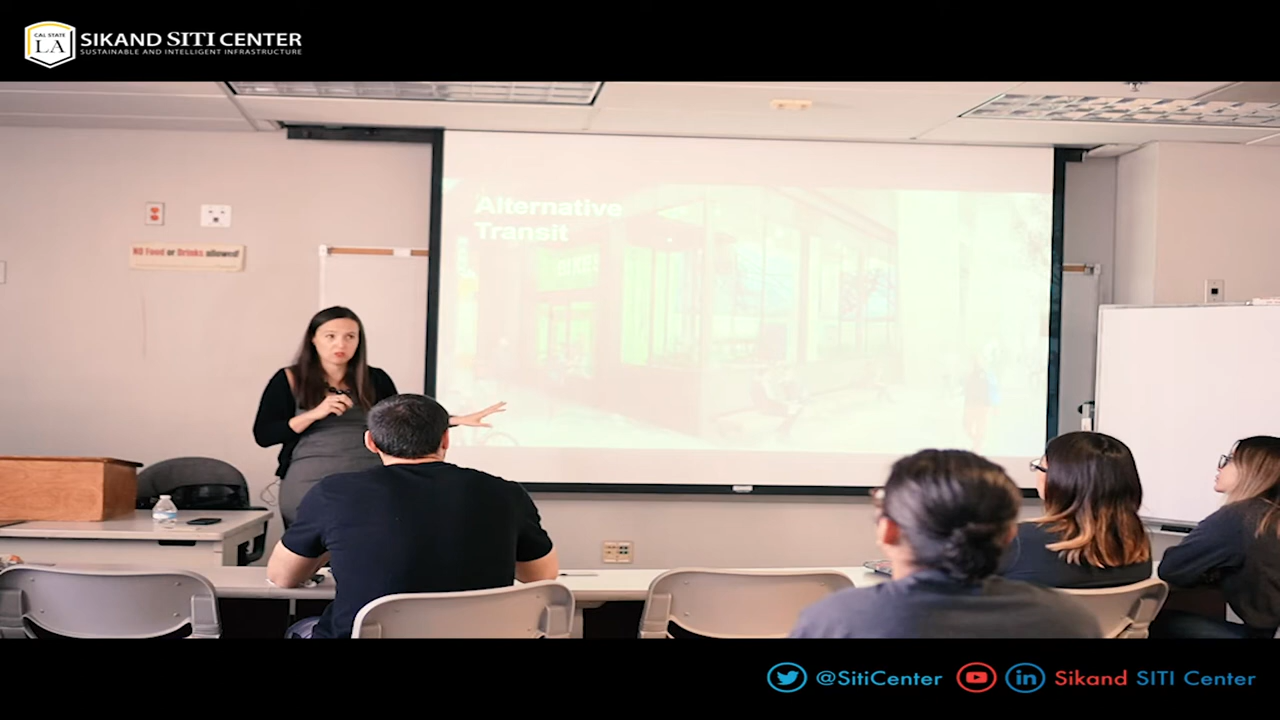 CAL STATE
LA
SIKAND SITI CENTER
SUSTAINABLE AND INTELLIGENT INFRASTRUCTURE
Alternative
Transit
NO Food or Drinks allowed!
@SitiCenter
Sikand SITI Center